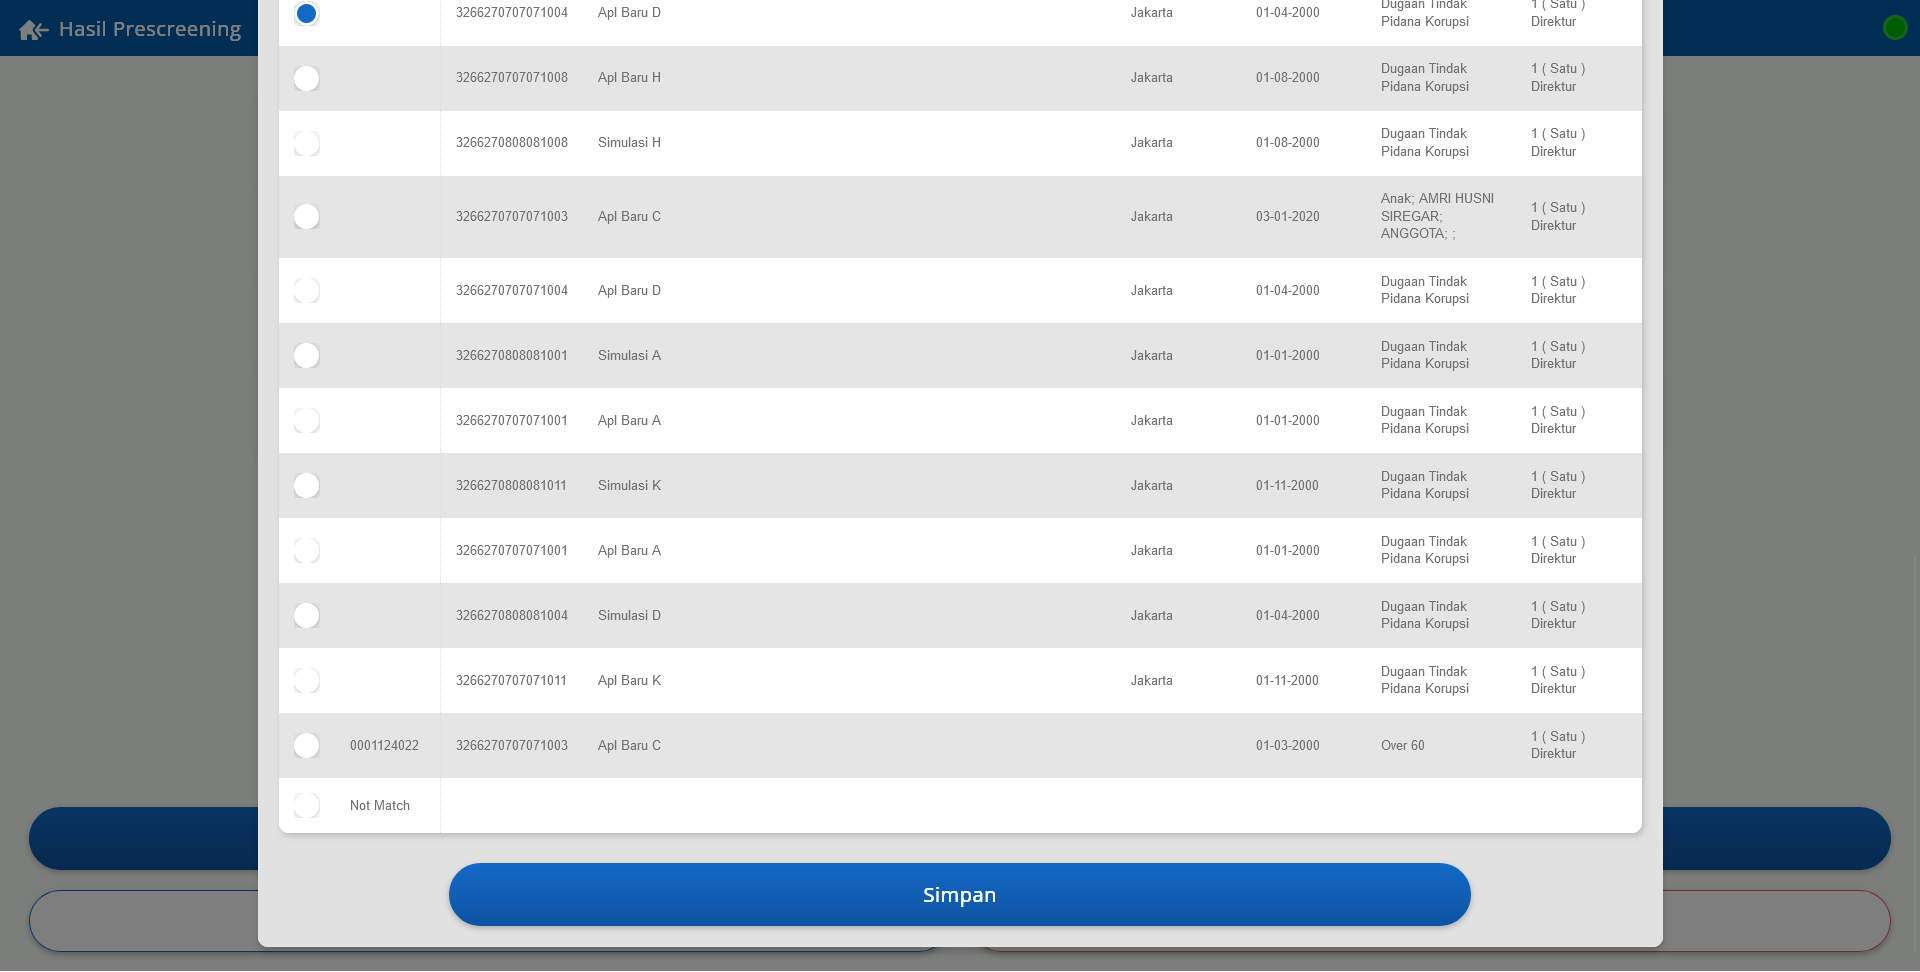 Hasil Prescreening
3266270707071004 Apl Baru D Jakarta 01-04-2000 Dugaan Tindak Pidana Korupsi 1 ( Satu ) Direktur
3266270707071008 Apl Baru H Jakarta 01-08-2000 Dugaan Tindak Pidana Korupsi 1 ( Satu ) Direktur
3266270808081008 Simulasi H Jakarta 01-08-2000 Dugaan Tindak Pidana Korupsi 1 ( Satu ) Direktur
3266270707071003 Apl Baru C Jakarta 03-01-2020 Anak; AMRI HUSNI SIREGAR; ANGGOTA; ; 1 ( Satu ) Direktur
3266270707071004 Apl Baru D Jakarta 01-04-2000 Dugaan Tindak Pidana Korupsi 1 ( Satu ) Direktur
3266270808081001 Simulasi A Jakarta 01-01-2000 Dugaan Tindak Pidana Korupsi 1 ( Satu ) Direktur
3266270707071001 Apl Baru A Jakarta 01-01-2000 Dugaan Tindak Pidana Korupsi 1 ( Satu ) Direktur
3266270808081011 Simulasi K Jakarta 01-11-2000 Dugaan Tindak Pidana Korupsi 1 ( Satu ) Direktur
3266270707071001 Apl Baru A Jakarta 01-01-2000 Dugaan Tindak Pidana Korupsi 1 ( Satu ) Direktur
3266270808081004 Simulasi D Jakarta 01-04-2000 Dugaan Tindak Pidana Korupsi 1 ( Satu ) Direktur
3266270707071011 Apl Baru K Jakarta 01-11-2000 Dugaan Tindak Pidana Korupsi 1 ( Satu ) Direktur
0001124022 3266270707071003 Apl Baru C 01-03-2000 Over 60 1 ( Satu ) Direktur
Not Match
Simpan